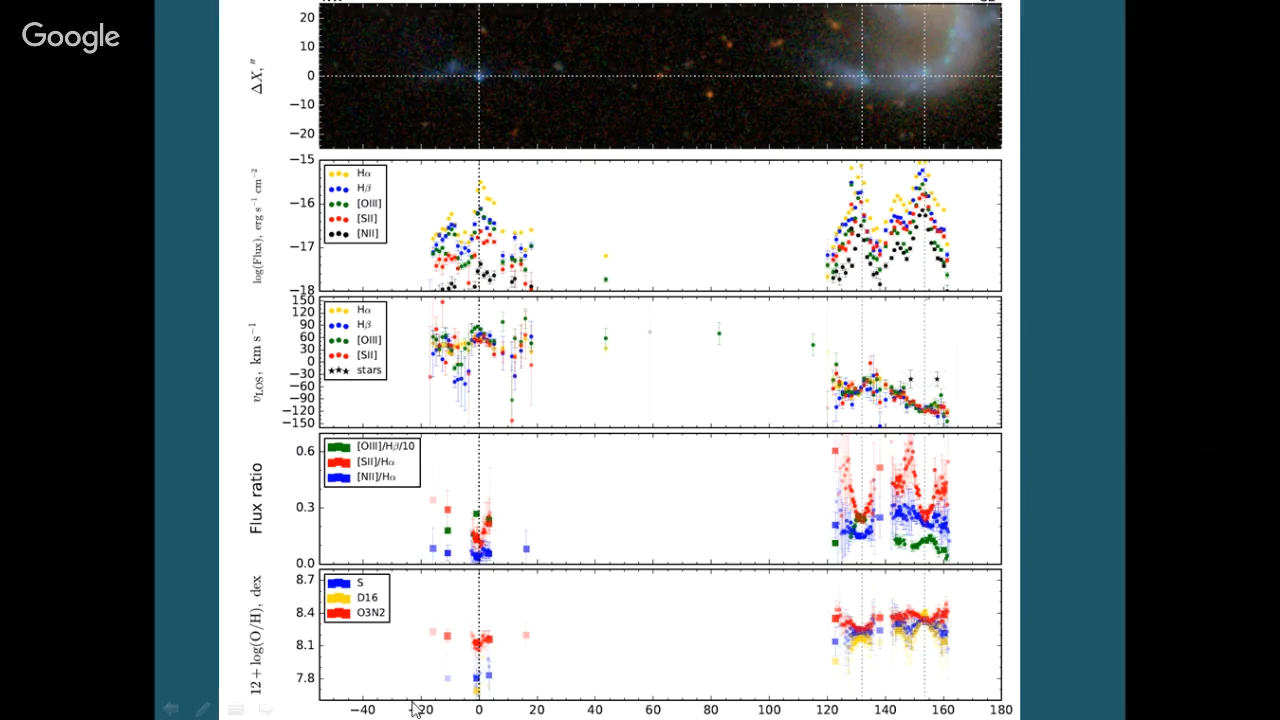 Google
20
10
0
−10
−20
ΔX, ″
−15
−16
−17
−18
log(Flux), erg s⁻¹ cm⁻²
Hα
Hβ
[OIII]
[SII]
[NII]
150
120
90
60
30
0
−30
−60
−90
−120
−150
v_LOS, km s⁻¹
Hα
Hβ
[OIII]
[SII]
stars
0.6
0.3
0.0
Flux ratio
[OIII]/Hβ/10
[SII]/Hα
[NII]/Hα
8.7
8.4
8.1
7.8
12 + log(O/H), dex
S
D16
O3N2
−40 −20 0 20 40 60 80 100 120 140 160 180